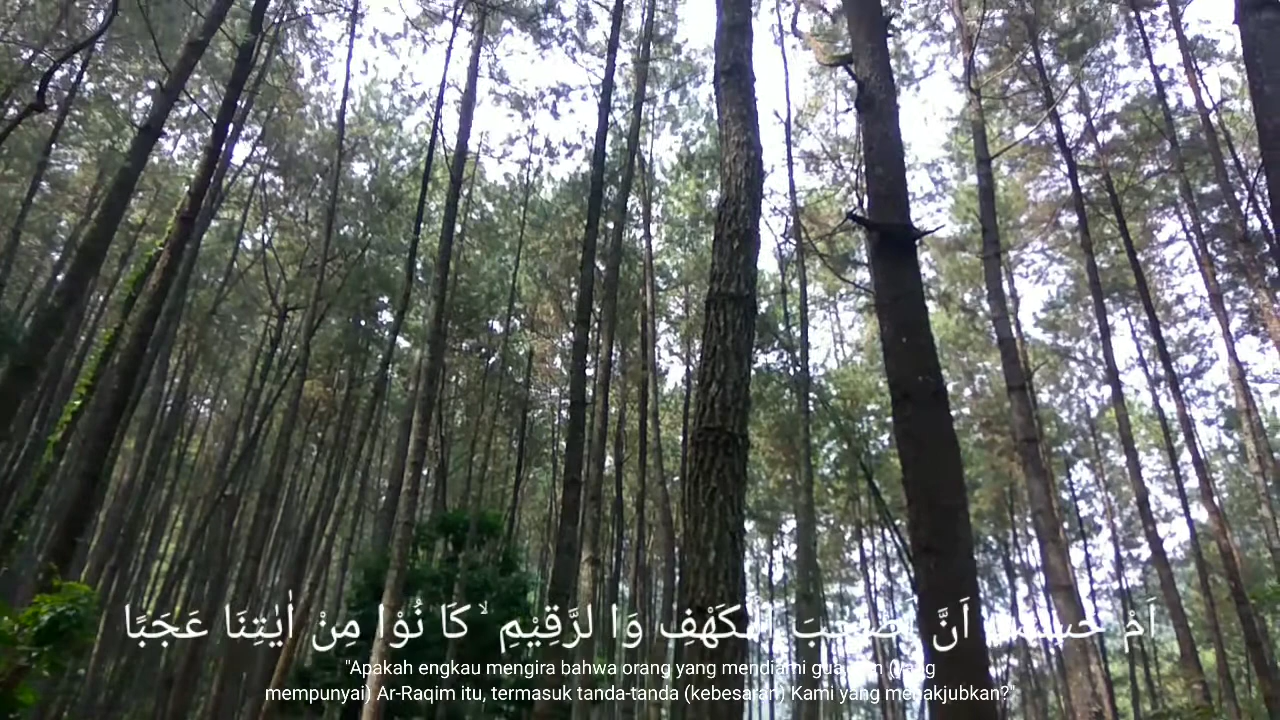 اَمْ حَسِبْتَ اَنَّ اَصْحٰبَ الْكَهْفِ وَا لرَّقِيْمِ ۙ كَا نُوْا مِنْ اٰيٰتِنَا عَجَبًا
"Apakah engkau mengira bahwa orang yang mendiami gua, dan (yang
mempunyai) Ar-Raqim itu, termasuk tanda-tanda (kebesaran) Kami yang menakjubkan?"